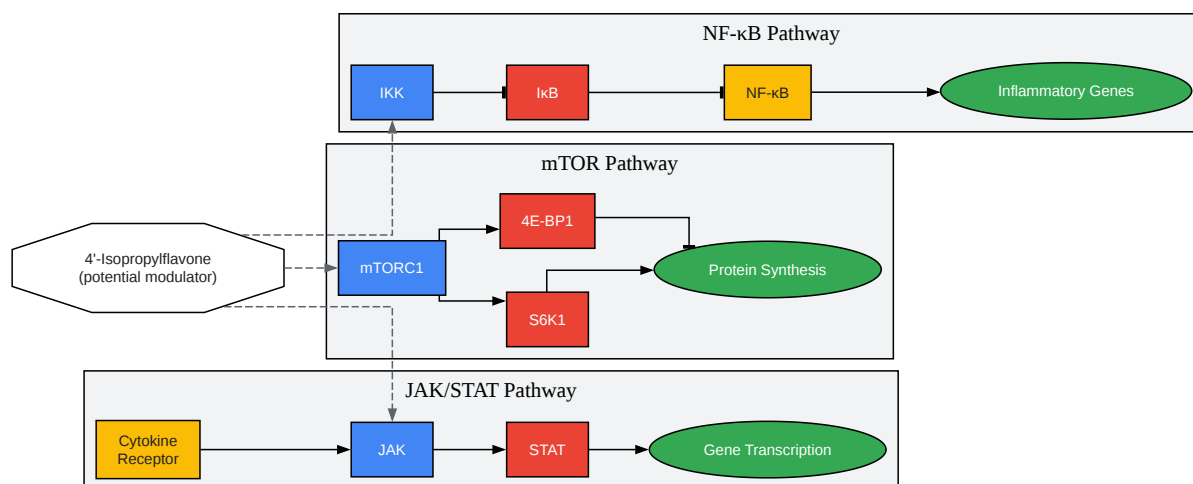 NF-κB Pathway
IKK
IκB
NF-κB
Inflammatory Genes
mTOR Pathway
4E-BP1
4'-Isopropylflavone
(potential modulator)
mTORC1
Protein Synthesis
S6K1
JAK/STAT Pathway
Cytokine
Receptor
JAK
STAT
Gene Transcription